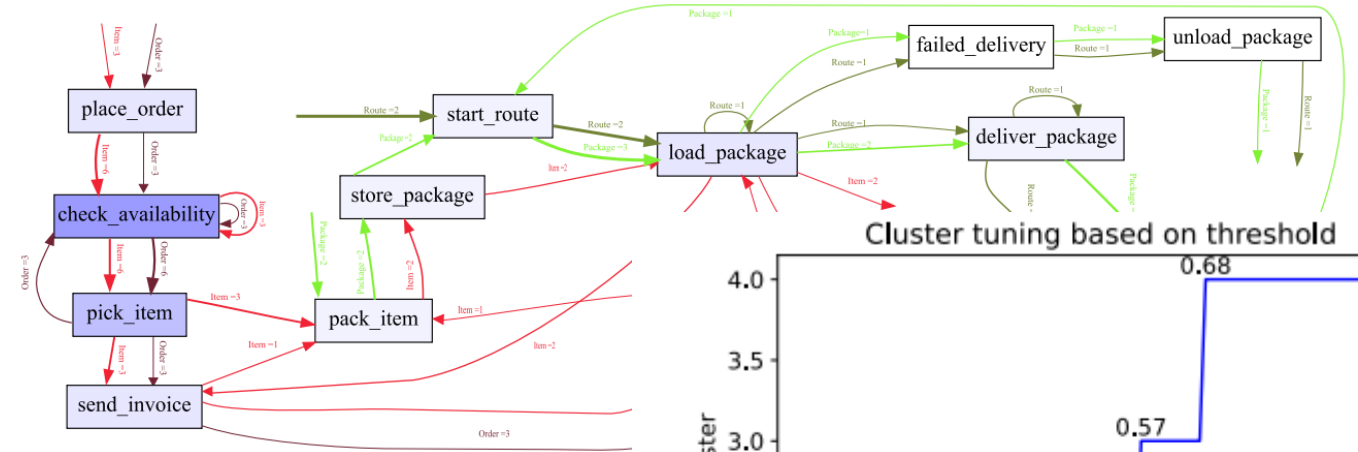 Item =3
Order =3
place_order
Item =6
Order =3
check_availability
Order =3
Item =3
Order =3
Item =6
Order =6
pick_item
Item =3
Item =3
Order =3
send_invoice
Item =1
Order =3
Package =1
Route =2
start_route
Package =2
Route =2
Package =3
store_package
Item =2
Package =2
Package =2
Item =2
pack_item
Item =1
Item =2
Package=1
Route =1
failed_delivery
Package =1
Route =1
unload_package
Package =1
Route =1
Route =1
load_package
Route =1
Package =2
Route =1
deliver_package
Item =2
Route =
Package =
Cluster tuning based on threshold
0.68
4.0
3.5
0.57
3.0
ster